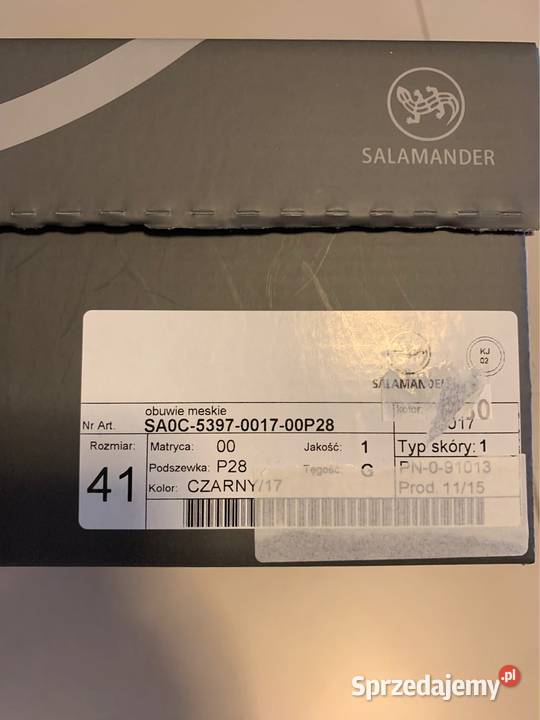 SALAMANDER
KJ
02
SALAMANDER
obuwie meskie
kolor:
Nr Art.
SA0C-5397-0017-00P28
017
Rozmiar:
41
Matryca: 00
Jakość: 1
Typ skóry: 1
Podszewka: P28
Tęgość: G
PN-0-91013
Kolor: CZARNY/17
Prod. 11/15
Sprzedajemy.pl